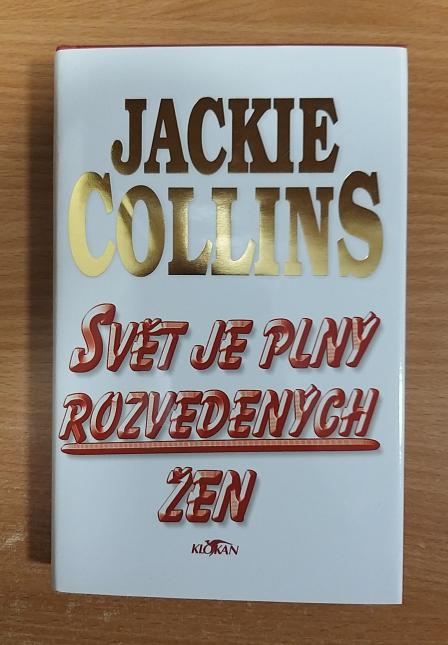 JACKIE
COLLINS
SVĚT JE PLNÝ
ROZVEDENÝCH
ŽEN
KLOKAN